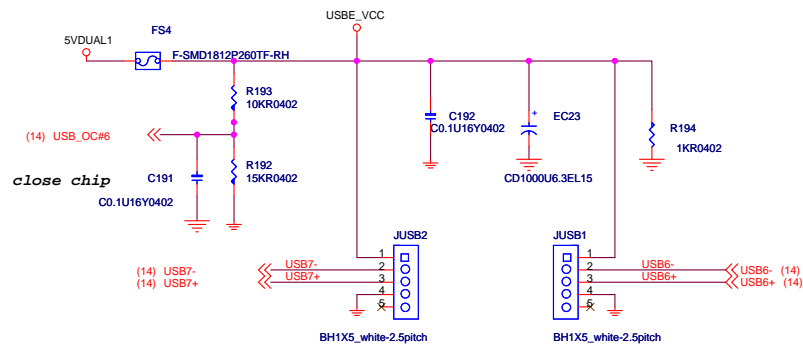 USBE_VCC
FS4
5VDUAL1
F-SMD1812P260TF-RH
R193
10KR0402
C192
C0.1U16Y0402
+
EC23
CD1000U6.3EL15
R194
1KR0402
(14) USB_OC#6
R192
15KR0402
close chip
C191
C0.1U16Y0402
JUSB2
JUSB1
1
2
3
4
5
1
2
3
4
5
(14) USB7-
USB7-
(14) USB7+
USB7+
USB6-
USB6- (14)
USB6+
USB6+ (14)
BH1X5_white-2.5pitch
BH1X5_white-2.5pitch